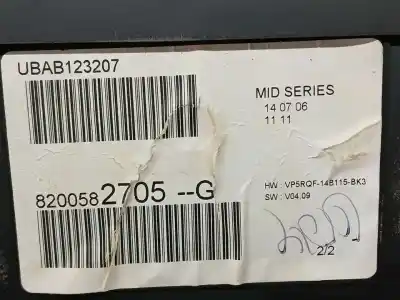 UBAB123207
MID SERIES
14 07 06
11 11
8200582705 --G
HW : VP5RQF-14B115-BK3
SW : V04.09
2/2